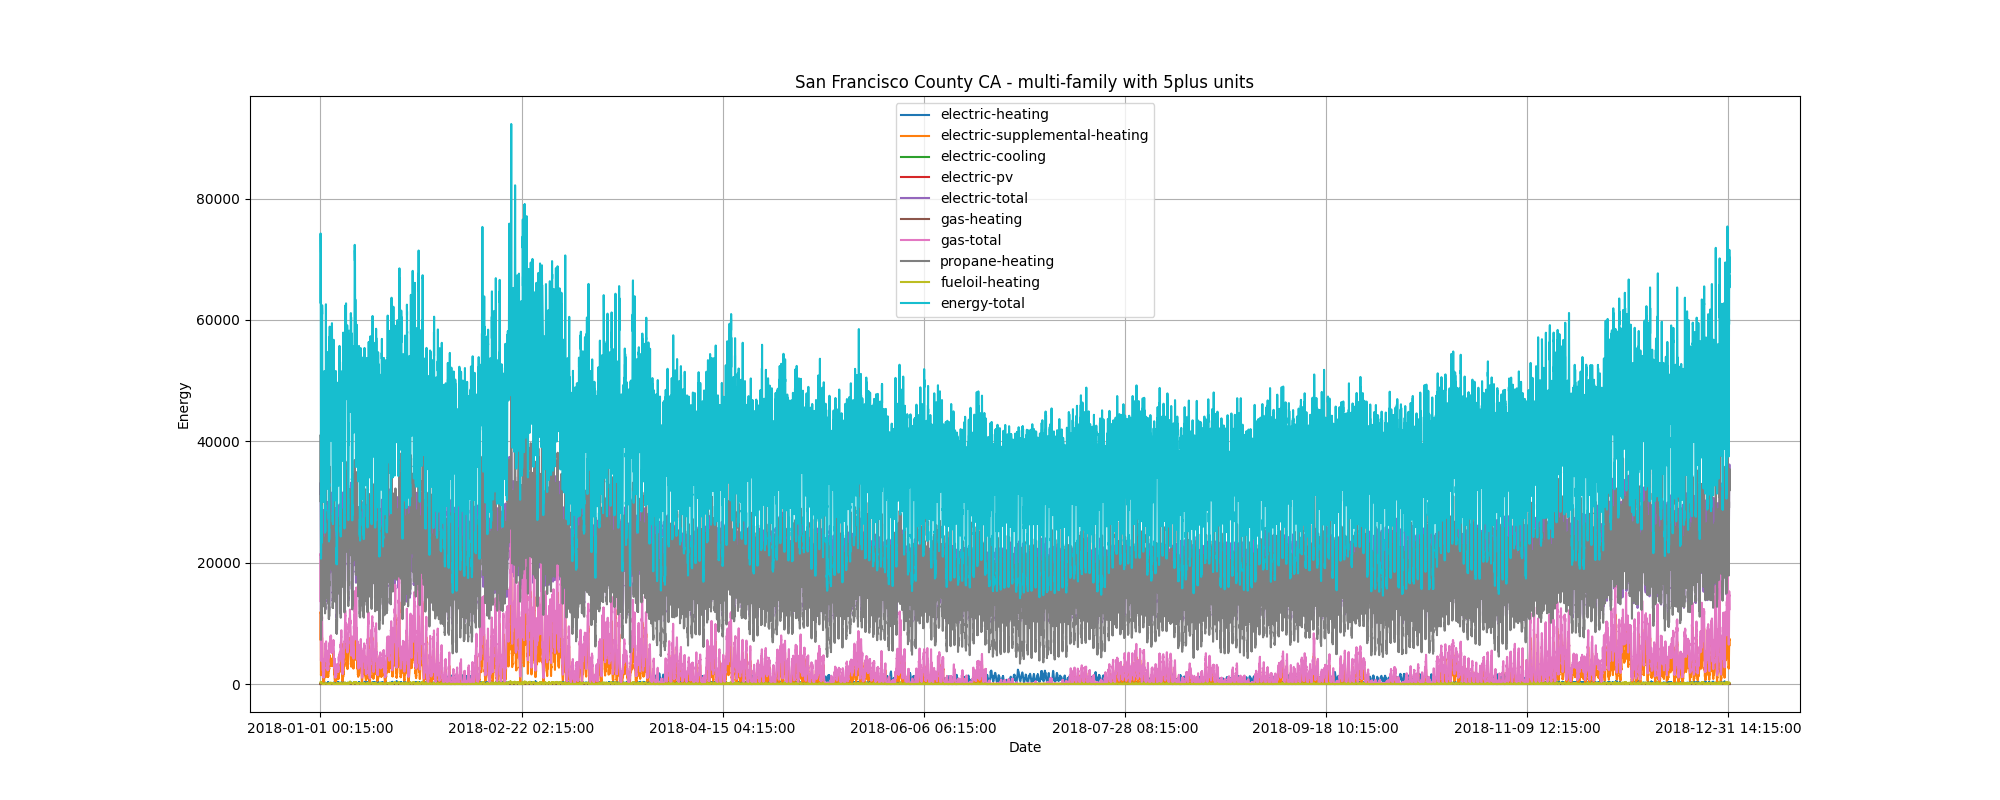 San Francisco County CA - multi-family with 5plus units
electric-heating
electric-supplemental-heating
electric-cooling
electric-pv
electric-total
gas-heating
gas-total
propane-heating
fueloil-heating
energy-total
Energy
80000
60000
40000
20000
0
2018-01-01 00:15:00 2018-02-22 02:15:00 2018-04-15 04:15:00 2018-06-06 06:15:00 2018-07-28 08:15:00 2018-09-18 10:15:00 2018-11-09 12:15:00 2018-12-31 14:15:00
Date